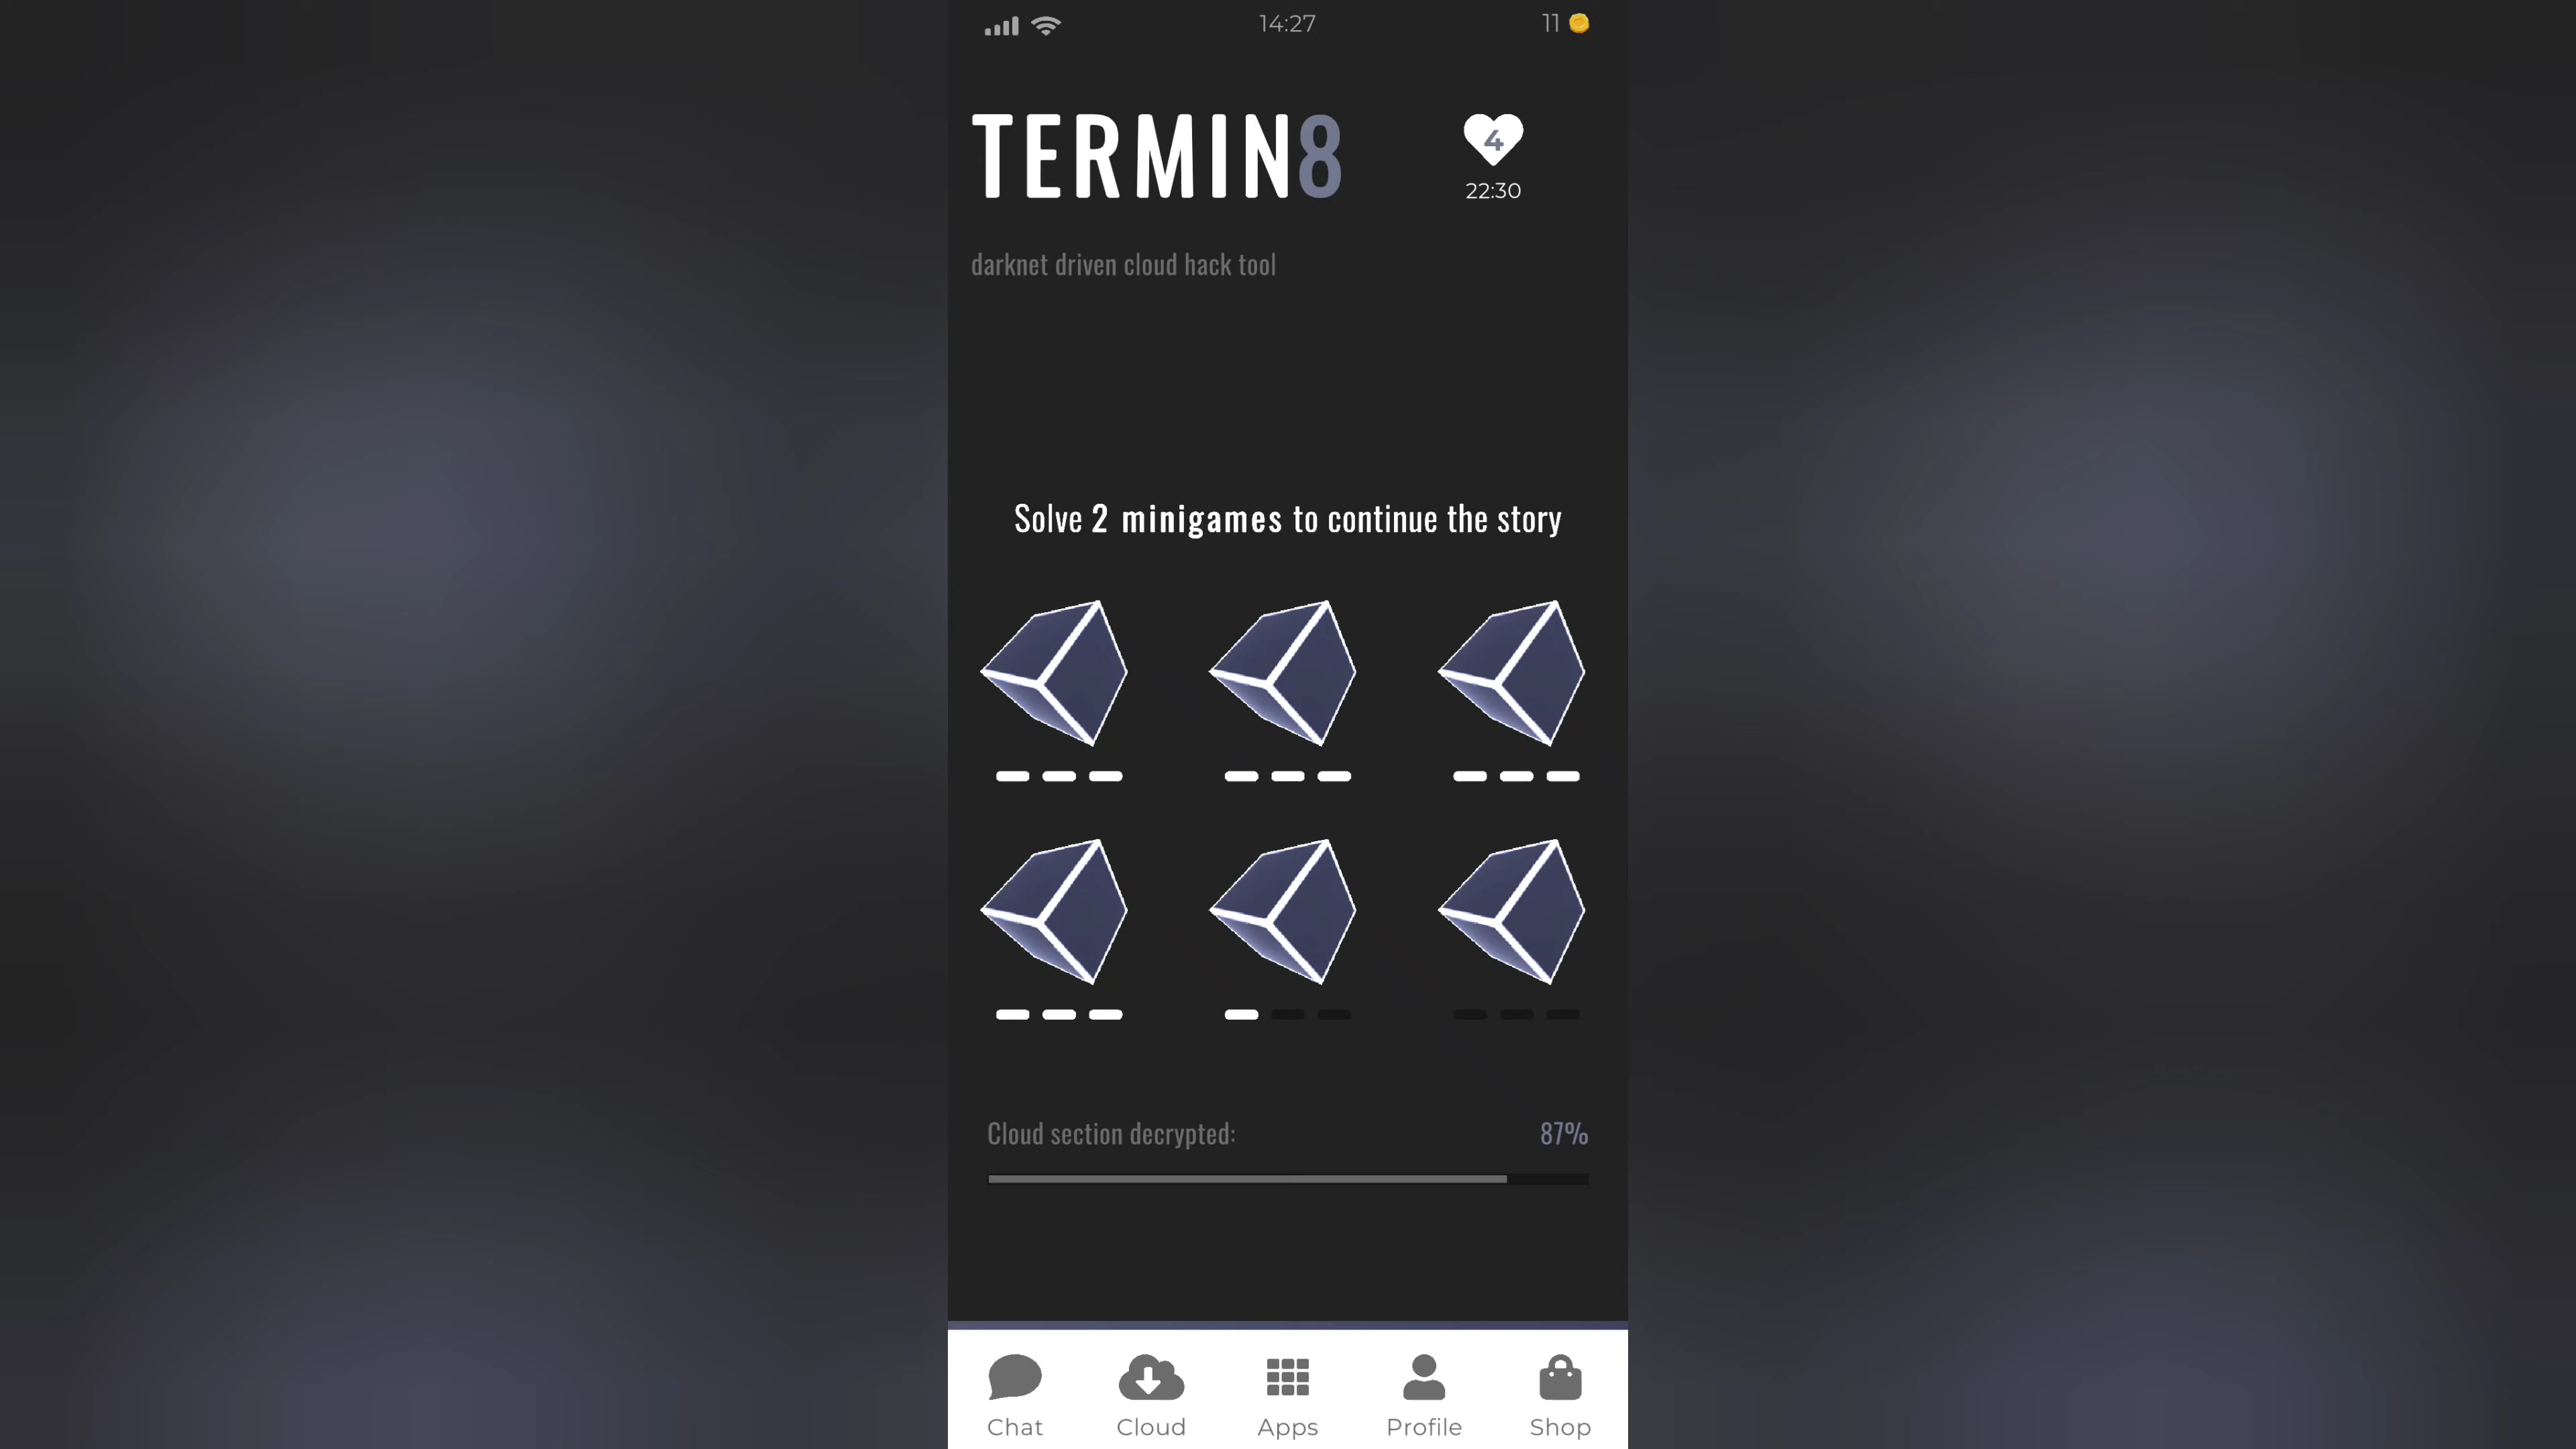 14:27
11
TERMIN8
4
22:30
darknet driven cloud hack tool
Solve 2 minigames to continue the story
Cloud section decrypted:
87%
Chat
Cloud
Apps
Profile
Shop